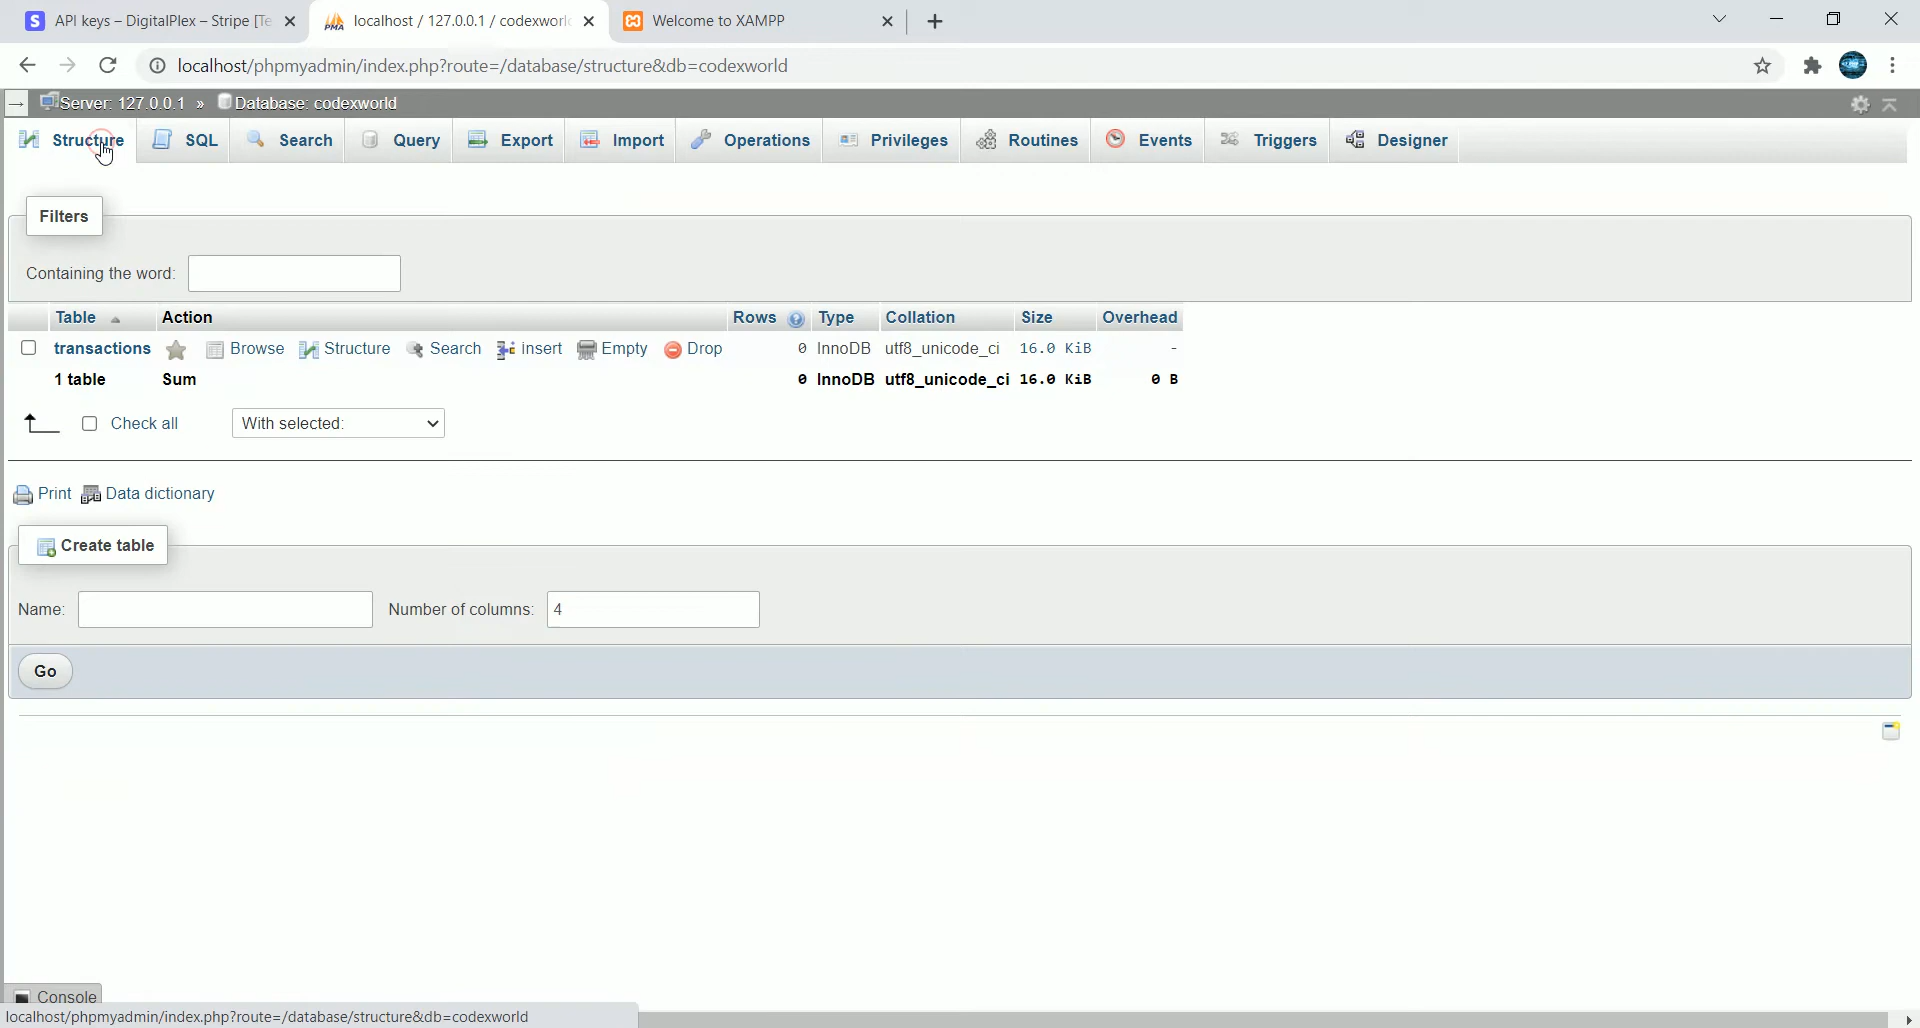 API keys – DigitalPlex – Stripe [Te
localhost / 127.0.0.1 / codexworl
Welcome to XAMPP
localhost/phpmyadmin/index.php?route=/database/structure&db=codexworld
Server: 127.0.0.1 » Database: codexworld
Structure SQL Search Query Export Import Operations Privileges Routines Events Triggers Designer
Filters
Containing the word:
Table Action Rows Type Collation Size Overhead
transactions Browse Structure Search Insert Empty Drop 0 InnoDB utf8_unicode_ci 16.0 KiB -
1 table Sum 0 InnoDB utf8_unicode_ci 16.0 KiB 0 B
Check all With selected:
Print Data dictionary
Create table
Name: Number of columns: 4
Go
Console
localhost/phpmyadmin/index.php?route=/database/structure&db=codexworld